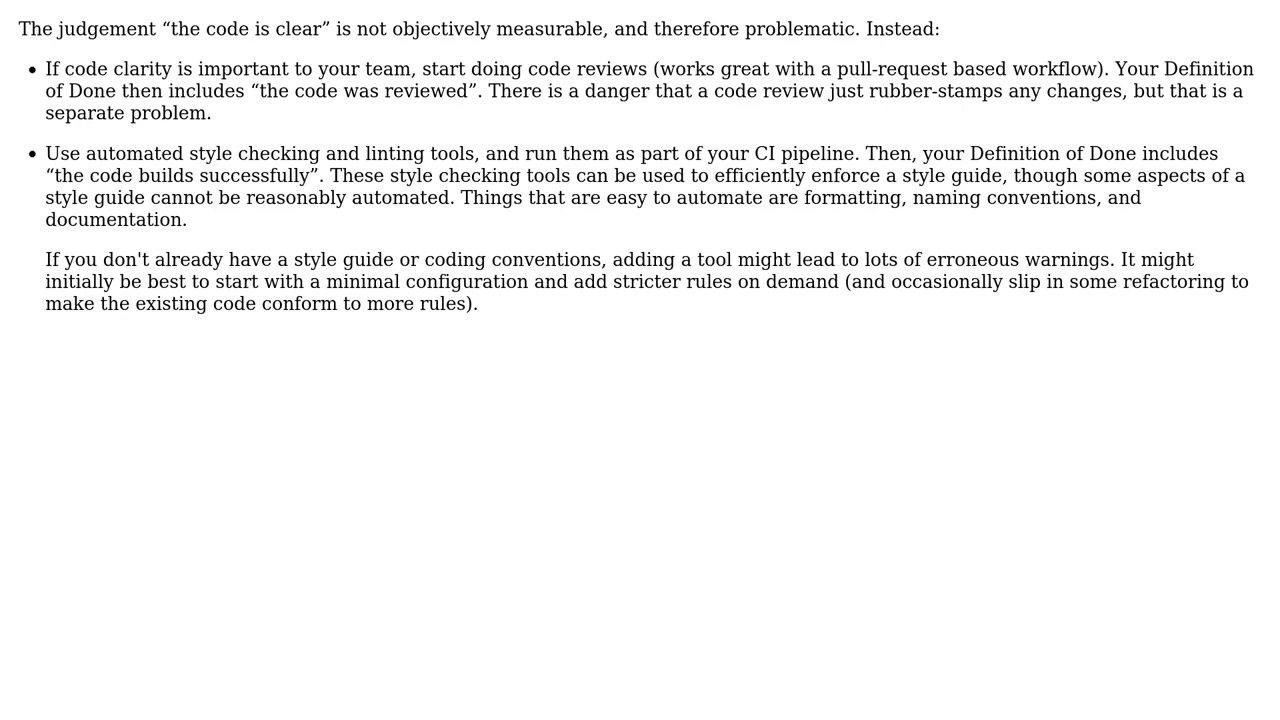 The judgement “the code is clear” is not objectively measurable, and therefore problematic. Instead:
• If code clarity is important to your team, start doing code reviews (works great with a pull-request based workflow). Your Definition
of Done then includes “the code was reviewed”. There is a danger that a code review just rubber-stamps any changes, but that is a
separate problem.
• Use automated style checking and linting tools, and run them as part of your CI pipeline. Then, your Definition of Done includes
“the code builds successfully”. These style checking tools can be used to efficiently enforce a style guide, though some aspects of a
style guide cannot be reasonably automated. Things that are easy to automate are formatting, naming conventions, and
documentation.
If you don't already have a style guide or coding conventions, adding a tool might lead to lots of erroneous warnings. It might
initially be best to start with a minimal configuration and add stricter rules on demand (and occasionally slip in some refactoring to
make the existing code conform to more rules).